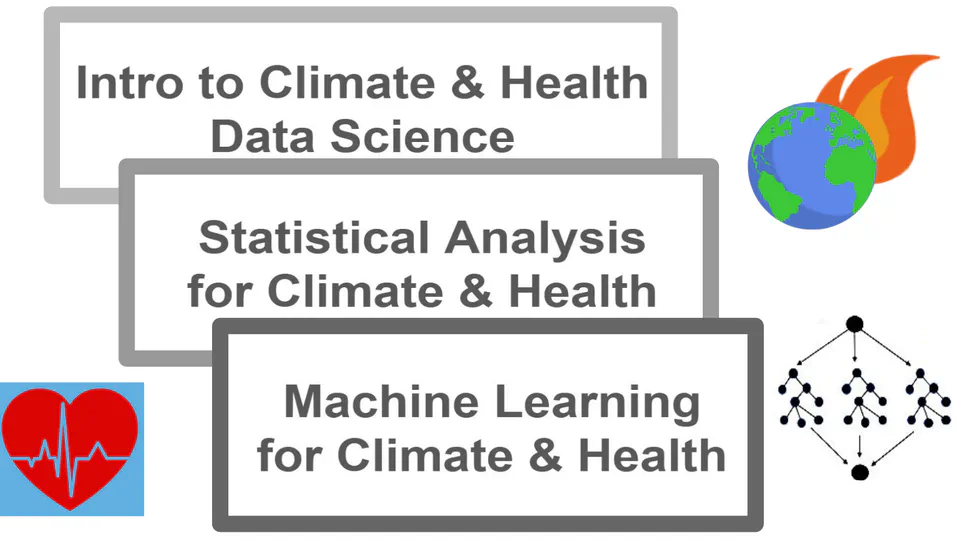 Intro to Climate & Health
Data Science
Statistical Analysis
for Climate & Health
Machine Learning
for Climate & Health